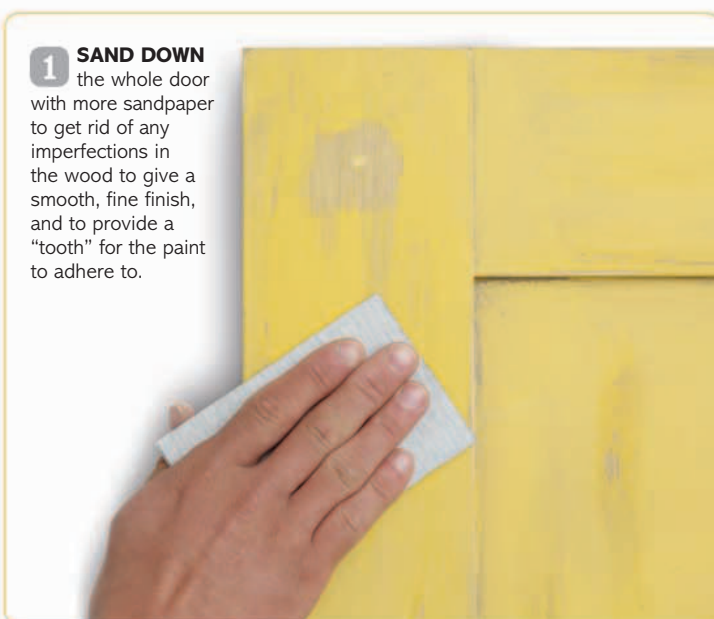 1 SAND DOWN
the whole door
with more sandpaper
to get rid of any
imperfections in
the wood to give a
smooth, fine finish,
and to provide a
“tooth” for the paint
to adhere to.